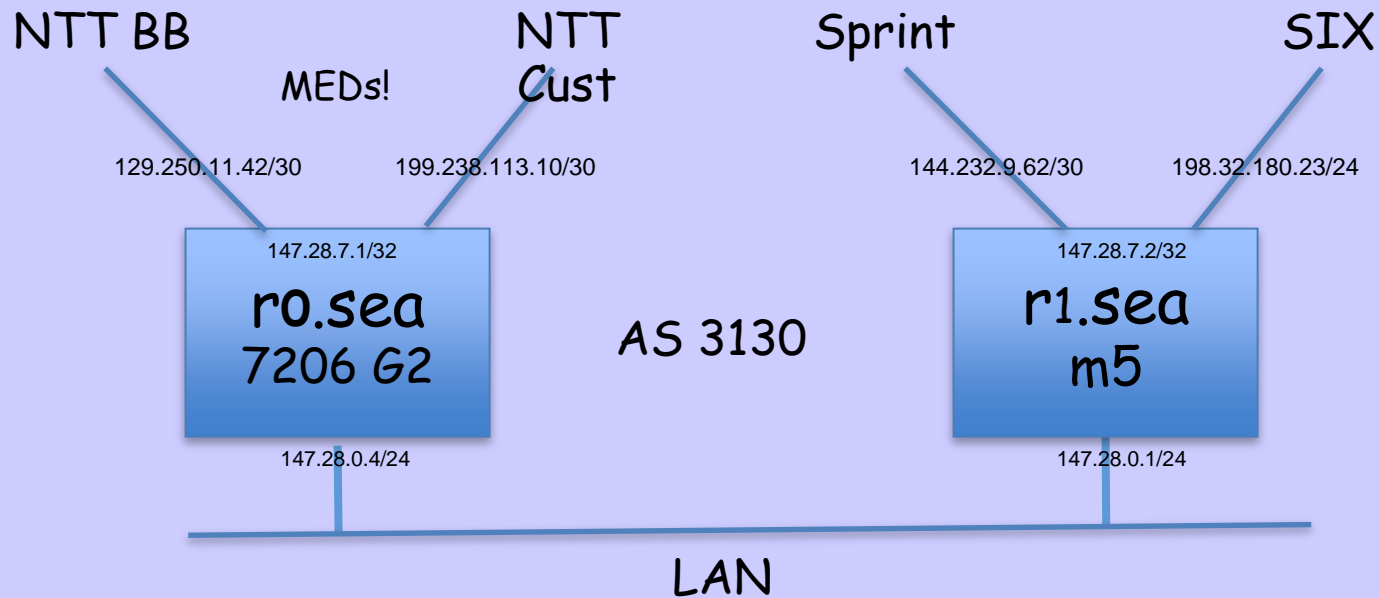 NTT BB
NTT
Cust
Sprint
SIX
MEDs!
129.250.11.42/30
199.238.113.10/30
144.232.9.62/30
198.32.180.23/24
147.28.7.1/32
r0.sea
7206 G2
AS 3130
147.28.7.2/32
r1.sea
m5
147.28.0.4/24
147.28.0.1/24
LAN